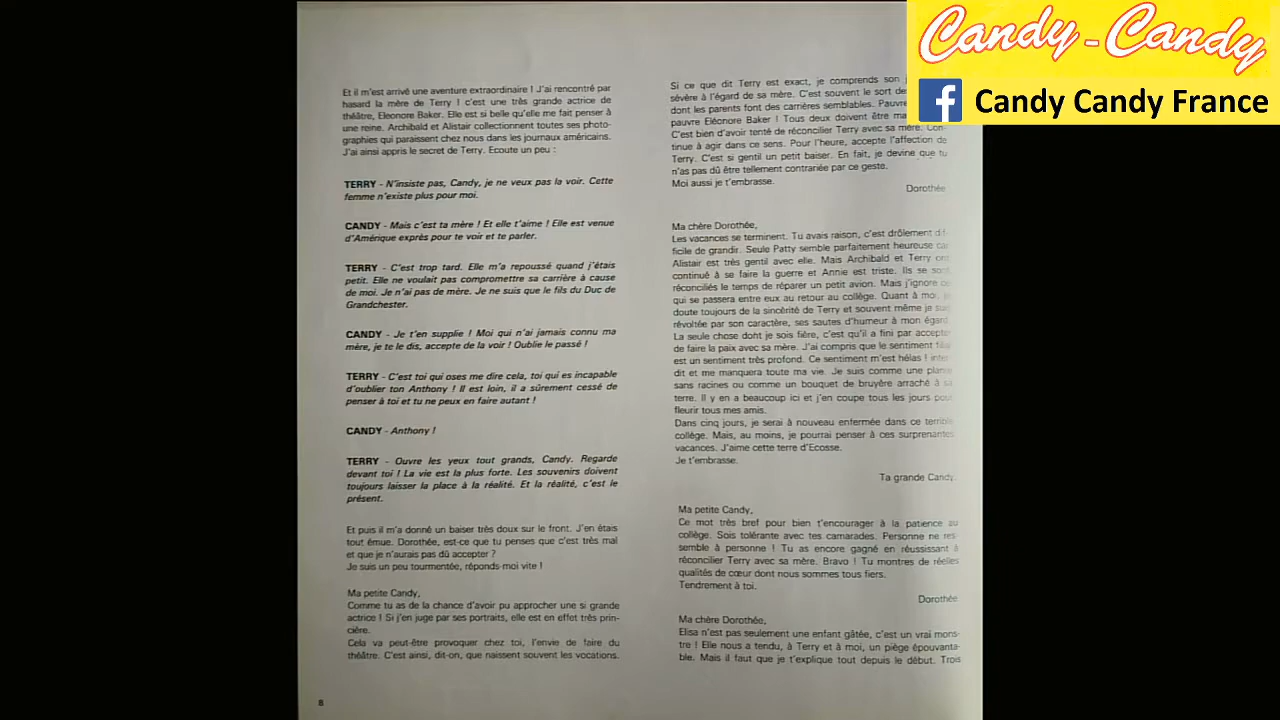 Et il m'est arrivé une aventure extraordinaire ! J'ai rencontré par
hasard la mère de Terry ! c'est une très grande actrice de
théâtre, Eleonore Baker. Elle est si belle qu'elle me fait penser à
une reine. Archibald et Alistair collectionnent toutes ses photo-
graphies qui paraissent chez nous dans les journaux américains.
J'ai ainsi appris le secret de Terry. Ecoute un peu :
TERRY - N'insiste pas, Candy, je ne veux pas la voir. Cette
femme n'existe plus pour moi.
CANDY - Mais c'est ta mère ! Et elle t'aime ! Elle est venue
d'Amérique exprès pour te voir et te parler.
TERRY - C'est trop tard. Elle m'a repoussé quand j'étais
petit. Elle ne voulait pas compromettre sa carrière à cause
de moi. Je n'ai pas de mère. Je ne suis que le fils du Duc de
Grandchester.
CANDY - Je t'en supplie ! Moi qui n'ai jamais connu ma
mère, je te le dis, accepte de la voir ! Oublie le passé !
TERRY - C'est toi qui oses me dire cela, toi qui es incapable
d'oublier ton Anthony ! Il est loin, il a sûrement cessé de
penser à toi et tu ne peux en faire autant !
CANDY - Anthony !
TERRY - Ouvre les yeux tout grands, Candy. Regarde
devant toi ! La vie est la plus forte. Les souvenirs doivent
toujours laisser la place à la réalité. Et la réalité, c'est le
présent.
Et puis il m'a donné un baiser très doux sur le front. J'en étais
tout émue. Dorothée, est-ce que tu penses que c'est très mal
et que je n'aurais pas dû accepter ?
Je suis un peu tourmentée, réponds-moi vite !
Ma petite Candy,
Comme tu as de la chance d'avoir pu approcher une si grande
actrice ! Si j'en juge par ses portraits, elle est en effet très prin-
cière.
Cela va peut-être provoquer chez toi, l'envie de faire du
théâtre. C'est ainsi, dit-on, que naissent souvent les vocations.
8
Si ce que dit Terry est exact, je comprends son
sévère à l'égard de sa mère. C'est souvent le sort
dont les parents font des carrières semblables.
pauvre Eléonore Baker ! Tous deux doivent être
C'est bien d'avoir tenté de réconcilier Terry avec sa mère. Con-
tinue à agir dans ce sens. Pour l'heure, accepte l'affection de
Terry. C'est si gentil un petit baiser. En fait, je devine que tu
n'as pas dû être tellement contrariée par ce geste.
Moi aussi je t'embrasse.
Dorothée
Ma chère Dorothée,
Les vacances se terminent. Tu avais raison, c'est drôlement dif-
ficile de grandir. Seule Patty semble parfaitement heureuse car
Alistair est très gentil avec elle. Mais Archibald et Terry ont
continué à se faire la guerre et Annie est triste. Ils se sont
réconciliés le temps de réparer un petit avion. Mais j'ignore ce
qui se passera entre eux au retour au collège. Quant à moi, je
doute toujours de la sincérité de Terry et souvent même je suis
révoltée par son caractère, ses sautes d'humeur à mon égard.
La seule chose dont je sois fière, c'est qu'il a fini par accepter
de faire la paix avec sa mère. J'ai compris que le sentiment
est un sentiment très profond. Ce sentiment m'est hélas ! inter-
dit et me manquera toute ma vie. Je suis comme une plante
sans racines ou comme un bouquet de bruyère arraché à sa
terre. Il y en a beaucoup ici et j'en coupe tous les jours pour
fleurir tous mes amis.
Dans cinq jours, je serai à nouveau enfermée dans ce terrible
collège. Mais, au moins, je pourrai penser à ces surprenantes
vacances. J'aime cette terre d'Ecosse.
Je t'embrasse.
Ta grande Candy.
Ma petite Candy,
Ce mot très bref pour bien t'encourager à la patience au
collège. Sois tolérante avec tes camarades. Personne ne res-
semble à personne ! Tu as encore gagné en réussissant à
réconcilier Terry avec sa mère. Bravo ! Tu montres de réelles
qualités de cœur dont nous sommes tous fiers.
Tendrement à toi.
Dorothée
Ma chère Dorothée,
Elisa n'est pas seulement une enfant gâtée, c'est un vrai mons-
tre ! Elle nous a tendu, à Terry et à moi, un piège épouvanta-
ble. Mais il faut que je t'explique tout depuis le début. Trois
Candy-Candy
f Candy Candy France